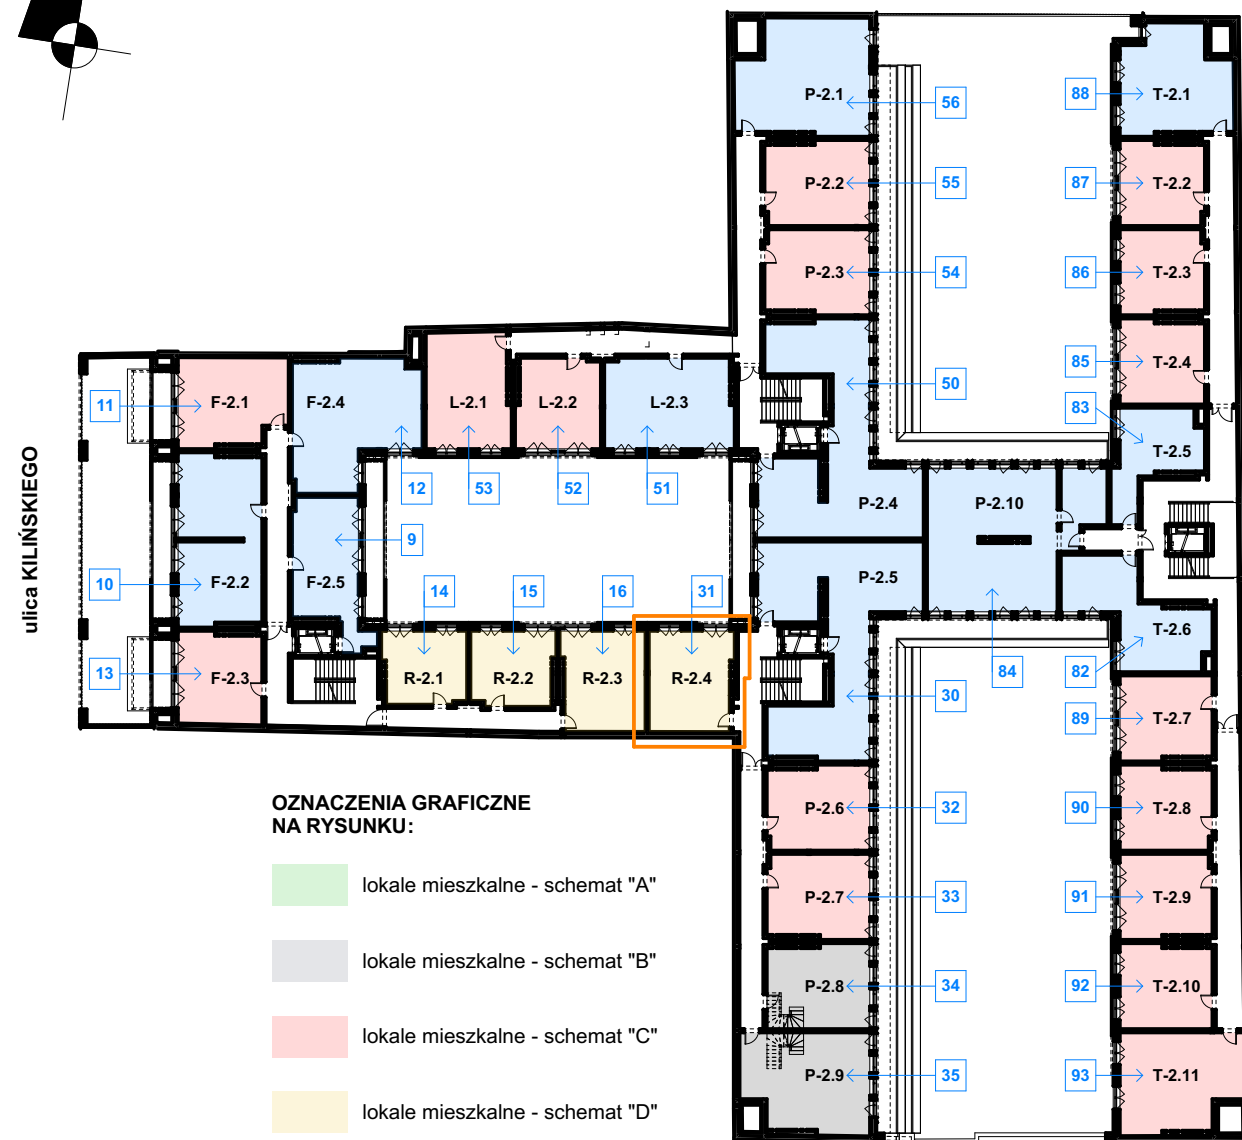 P-2.1
56
88
T-2.1
P-2.2
55
87
T-2.2
P-2.3
54
86
T-2.3
85
T-2.4
50
83
T-2.5
11
F-2.1
F-2.4
L-2.1
L-2.2
L-2.3
12
53
52
51
P-2.4
P-2.10
ulica KILIŃSKIEGO
9
10
F-2.2
F-2.5
14
15
16
31
P-2.5
T-2.6
13
F-2.3
R-2.1
R-2.2
R-2.3
R-2.4
30
84
82
89
T-2.7
P-2.6
32
90
T-2.8
P-2.7
33
91
T-2.9
P-2.8
34
92
T-2.10
P-2.9
35
93
T-2.11
OZNACZENIA GRAFICZNE
NA RYSUNKU:
lokale mieszkalne - schemat "A"
lokale mieszkalne - schemat "B"
lokale mieszkalne - schemat "C"
lokale mieszkalne - schemat "D"